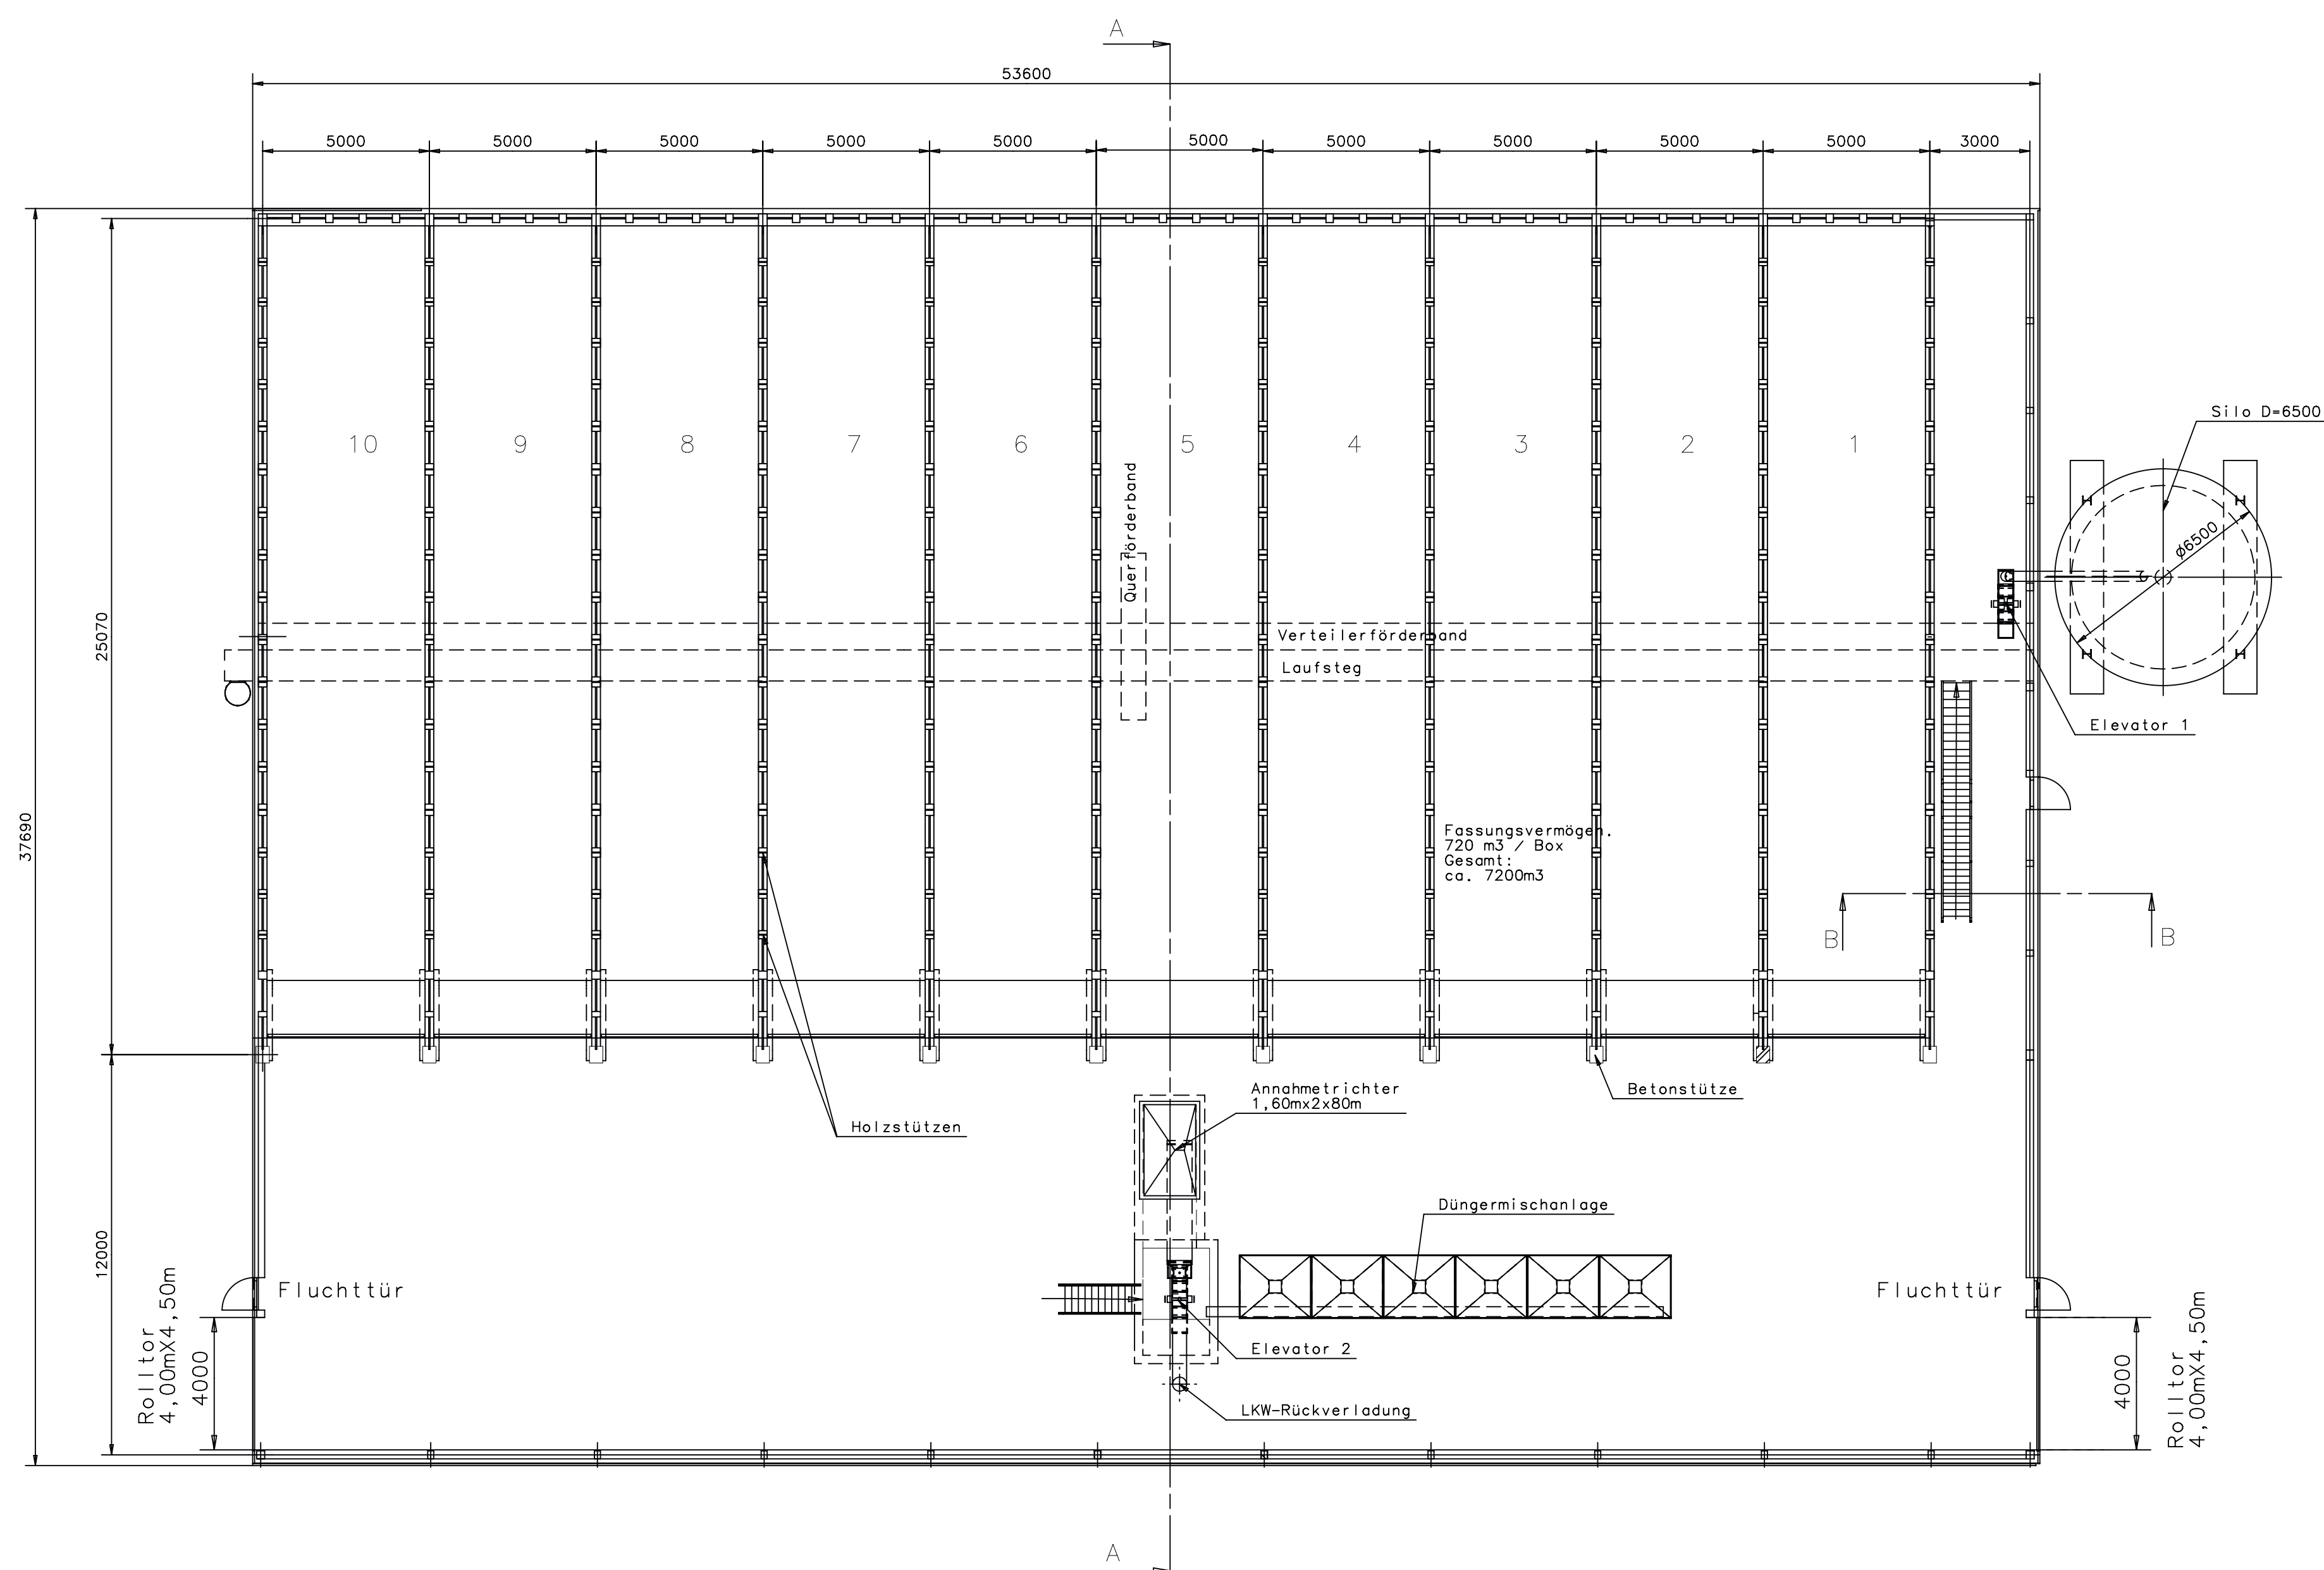 A
53600
5000 5000 5000 5000 5000 5000 5000 5000 5000 5000 3000
Silo D=6500
10 9 8 7 6 5 4 3 2 1
Querförderband
Ø6500
25070
Verteilerförderband
Laufsteg
Elevator 1
37690
Fassungsvermögen.
720 m3 / Box
Gesamt:
ca. 7200m3
B B
Annahmetrichter
1,60mx2x80m
Betonstütze
Holzstützen
Düngermischanlage
12000
Fluchttür
Fluchttür
Rolltor
4,00mX4,50m
4000
Elevator 2
4000
Rolltor
4,00mX4,50m
LKW-Rückverladung
A